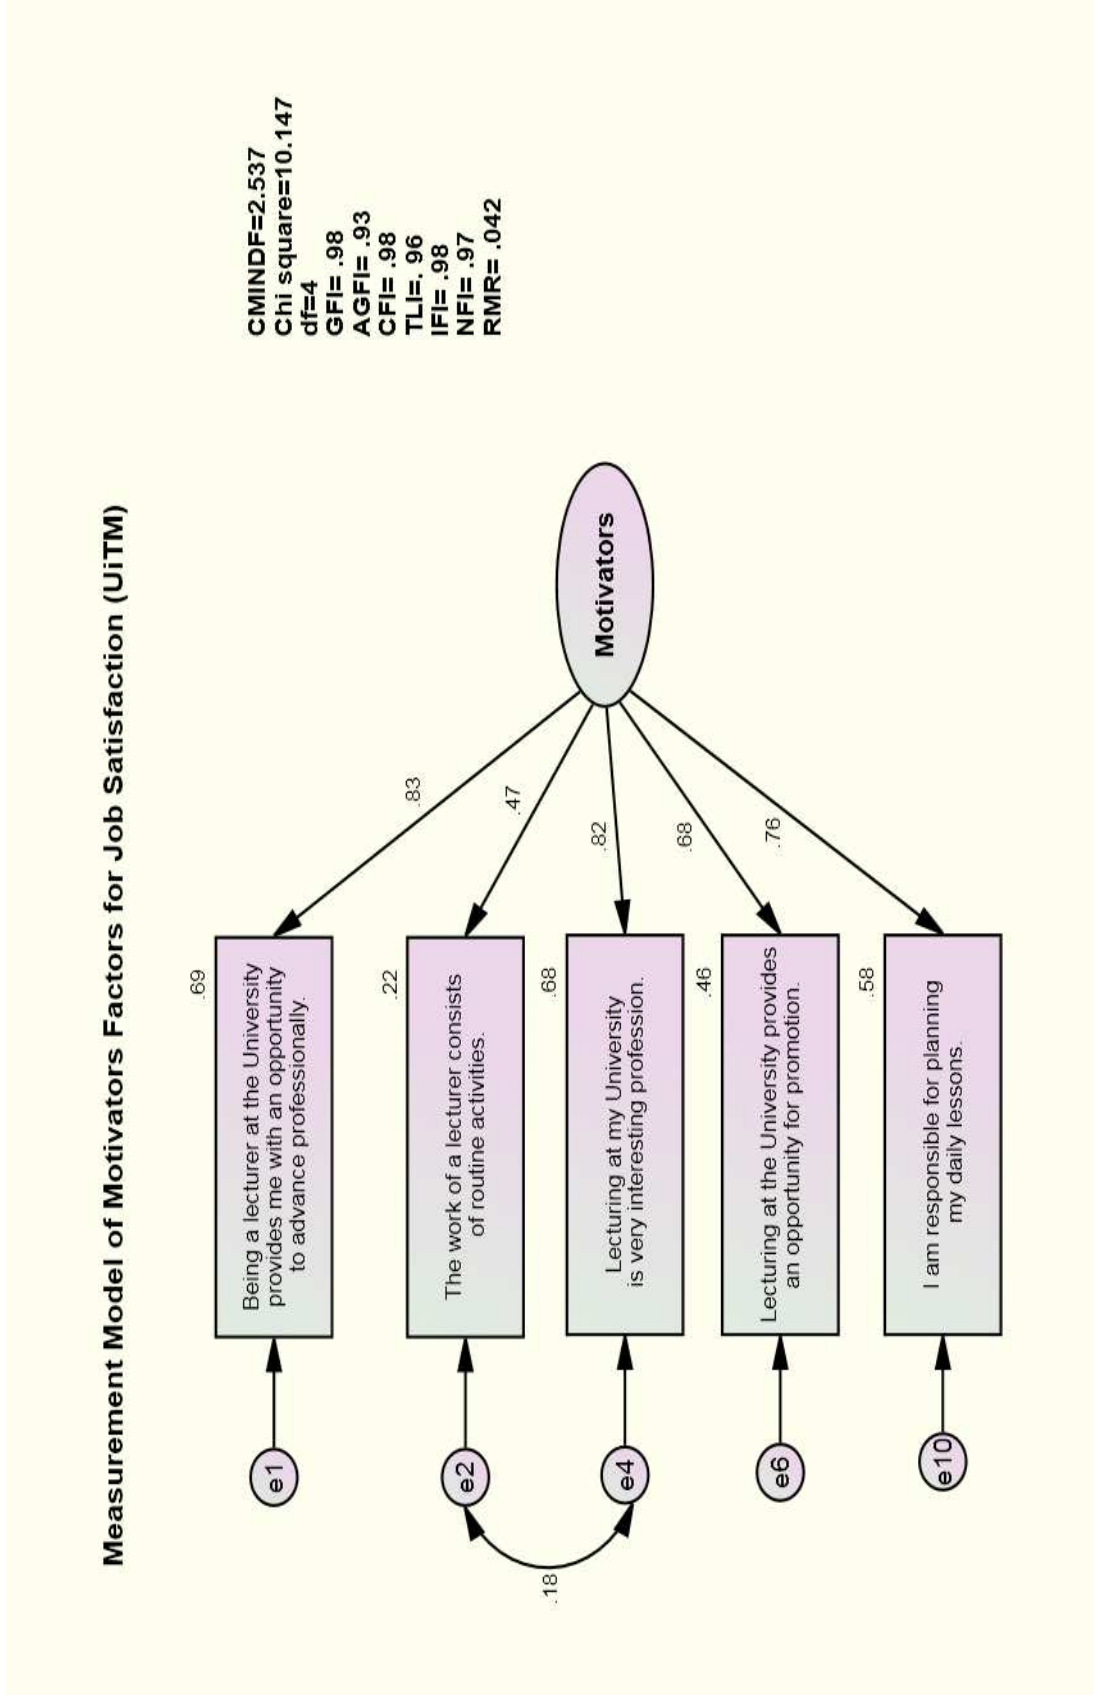 Measurement Model of Motivators Factors for Job Satisfaction (UiTM)
CMINDF=2.537
Chi square=10.147
df=4
GFI= .98
AGFI= .93
CFI= .98
TLI=. 96
IFI= .98
NFI= .97
RMR= .042
.69
e1
Being a lecturer at the University
provides me with an opportunity
to advance professionally.
.83
.22
e2
The work of a lecturer consists
of routine activities.
.47
.18
.68
e4
Lecturing at my University
is very interesting profession.
.82
Motivators
.46
e6
Lecturing at the University provides
an opportunity for promotion.
.68
.58
e10
I am responsible for planning
my daily lessons.
.76